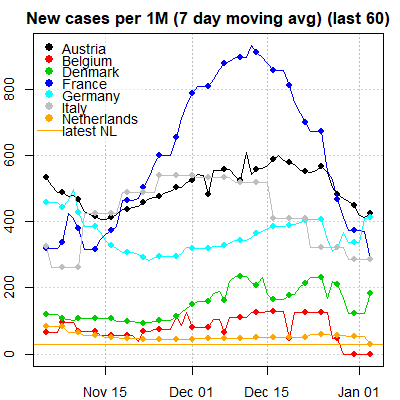 New cases per 1M (7 day moving avg) (last 60)
Austria
Belgium
Denmark
France
Germany
Italy
Netherlands
latest NL
800
600
400
200
0
Nov 15
Dec 01
Dec 15
Jan 01